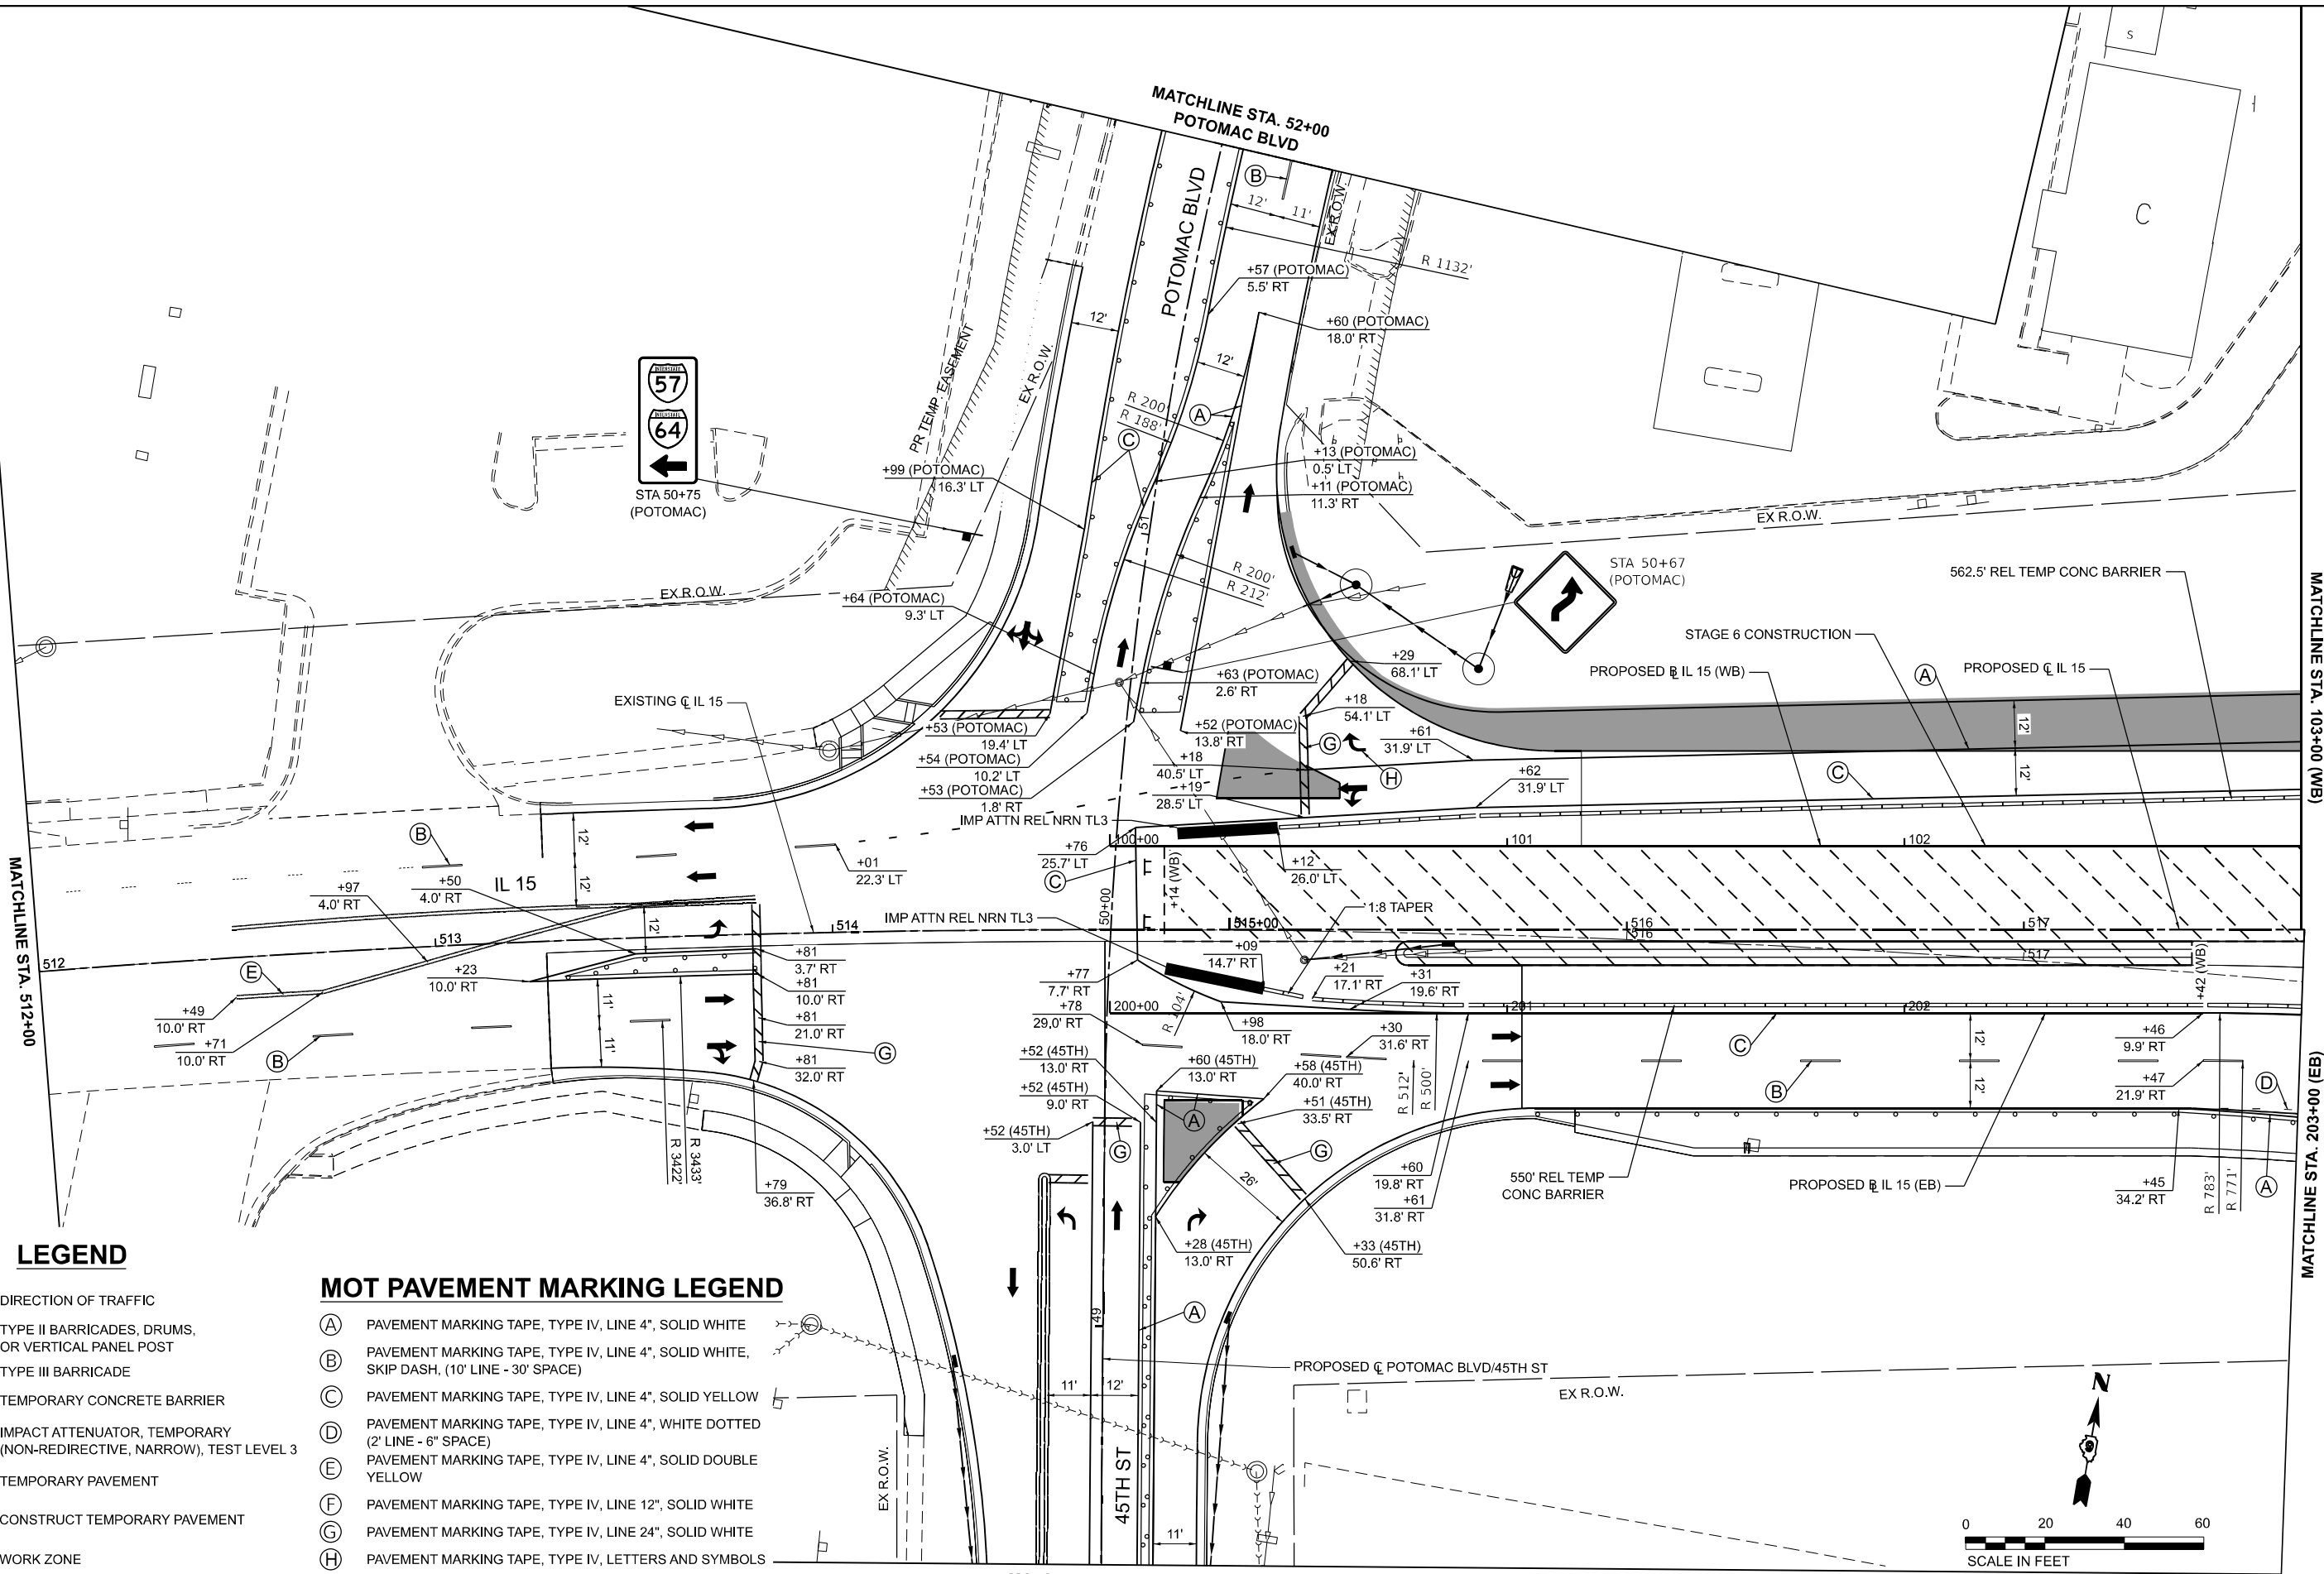 MATCHLINE STA. 52+00
POTOMAC BLVD
S
C
B
12'
11'
EX R.O.W.
R 1132'
POTOMAC BLVD
+57 (POTOMAC)
5.5' RT
+60 (POTOMAC)
18.0' RT
12'
12'
PR TEMP. EASEMENT
EX R.O.W.
INTERSTATE
57
INTERSTATE
64
STA 50+75
(POTOMAC)
R 200'
R 188'
A
C
+13 (POTOMAC)
0.5' LT
+11 (POTOMAC)
11.3' RT
+99 (POTOMAC)
16.3' LT
51
EX R.O.W.
R 200'
R 212'
STA 50+67
(POTOMAC)
562.5' REL TEMP CONC BARRIER
EX R.O.W.
+64 (POTOMAC)
9.3' LT
STAGE 6 CONSTRUCTION
PROPOSED ℄ IL 15
PROPOSED BL IL 15 (WB)
A
MATCHLINE STA. 103+00 (WB)
+29
68.1' LT
+63 (POTOMAC)
2.6' RT
+18
54.1' LT
EXISTING ℄ IL 15
+53 (POTOMAC)
19.4' LT
+52 (POTOMAC)
13.8' RT
G
+61
31.9' LT
12'
+54 (POTOMAC)
10.2' LT
+18
40.5' LT
H
C
12'
+53 (POTOMAC)
1.8' RT
+19
28.5' LT
+62
31.9' LT
IMP ATTN REL NRN TL3
B
12'
12'
IL 15
+01
22.3' LT
+76
25.7' LT
C
100+00
101
102
+12
26.0' LT
+14 (WB)
50+00
MATCHLINE STA. 512+00
+97
4.0' RT
+50
4.0' RT
12'
IMP ATTN REL NRN TL3
1:8 TAPER
512
513
514
515+00
516
516
517
517
E
+23
10.0' RT
+81
3.7' RT
+81
10.0' RT
+81
21.0' RT
+81
32.0' RT
G
11'
11'
+49
10.0' RT
+71
10.0' RT
B
+09
14.7' RT
+77
7.7' RT
+21
17.1' RT
+31
19.6' RT
+42 (WB)
+78
29.0' RT
200+00
201
202
R 104'
+98
18.0' RT
+30
31.6' RT
R 512'
R 500'
C
12'
12'
B
+46
9.9' RT
+47
21.9' RT
D
+52 (45TH)
13.0' RT
+60 (45TH)
13.0' RT
+58 (45TH)
40.0' RT
+52 (45TH)
9.0' RT
+51 (45TH)
33.5' RT
A
+52 (45TH)
3.0' LT
G
G
R 3422'
R 3433'
+79
36.8' RT
26'
+60
19.8' RT
+61
31.8' RT
550' REL TEMP
CONC BARRIER
PROPOSED BL IL 15 (EB)
+45
34.2' RT
R 783'
R 771'
A
MATCHLINE STA. 203+00 (EB)
+28 (45TH)
13.0' RT
+33 (45TH)
50.6' RT
A
49
PROPOSED ℄ POTOMAC BLVD/45TH ST
EX R.O.W.
11'
12'
EX R.O.W.
45TH ST
11'
N
0 20 40 60
SCALE IN FEET
LEGEND
DIRECTION OF TRAFFIC
TYPE II BARRICADES, DRUMS,
OR VERTICAL PANEL POST
TYPE III BARRICADE
TEMPORARY CONCRETE BARRIER
IMPACT ATTENUATOR, TEMPORARY
(NON-REDIRECTIVE, NARROW), TEST LEVEL 3
TEMPORARY PAVEMENT
CONSTRUCT TEMPORARY PAVEMENT
WORK ZONE
MOT PAVEMENT MARKING LEGEND
A PAVEMENT MARKING TAPE, TYPE IV, LINE 4", SOLID WHITE
B PAVEMENT MARKING TAPE, TYPE IV, LINE 4", SOLID WHITE,
SKIP DASH, (10' LINE - 30' SPACE)
C PAVEMENT MARKING TAPE, TYPE IV, LINE 4", SOLID YELLOW
D PAVEMENT MARKING TAPE, TYPE IV, LINE 4", WHITE DOTTED
(2' LINE - 6" SPACE)
E PAVEMENT MARKING TAPE, TYPE IV, LINE 4", SOLID DOUBLE
YELLOW
F PAVEMENT MARKING TAPE, TYPE IV, LINE 12", SOLID WHITE
G PAVEMENT MARKING TAPE, TYPE IV, LINE 24", SOLID WHITE
H PAVEMENT MARKING TAPE, TYPE IV, LETTERS AND SYMBOLS